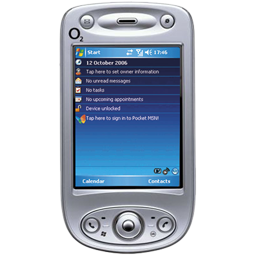 O2
Start 17:46
12 October 2006
Tap here to set owner information
No unread messages
No tasks
No upcoming appointments
Device unlocked
Tap here to sign in to Pocket MSN!
Calendar Contacts